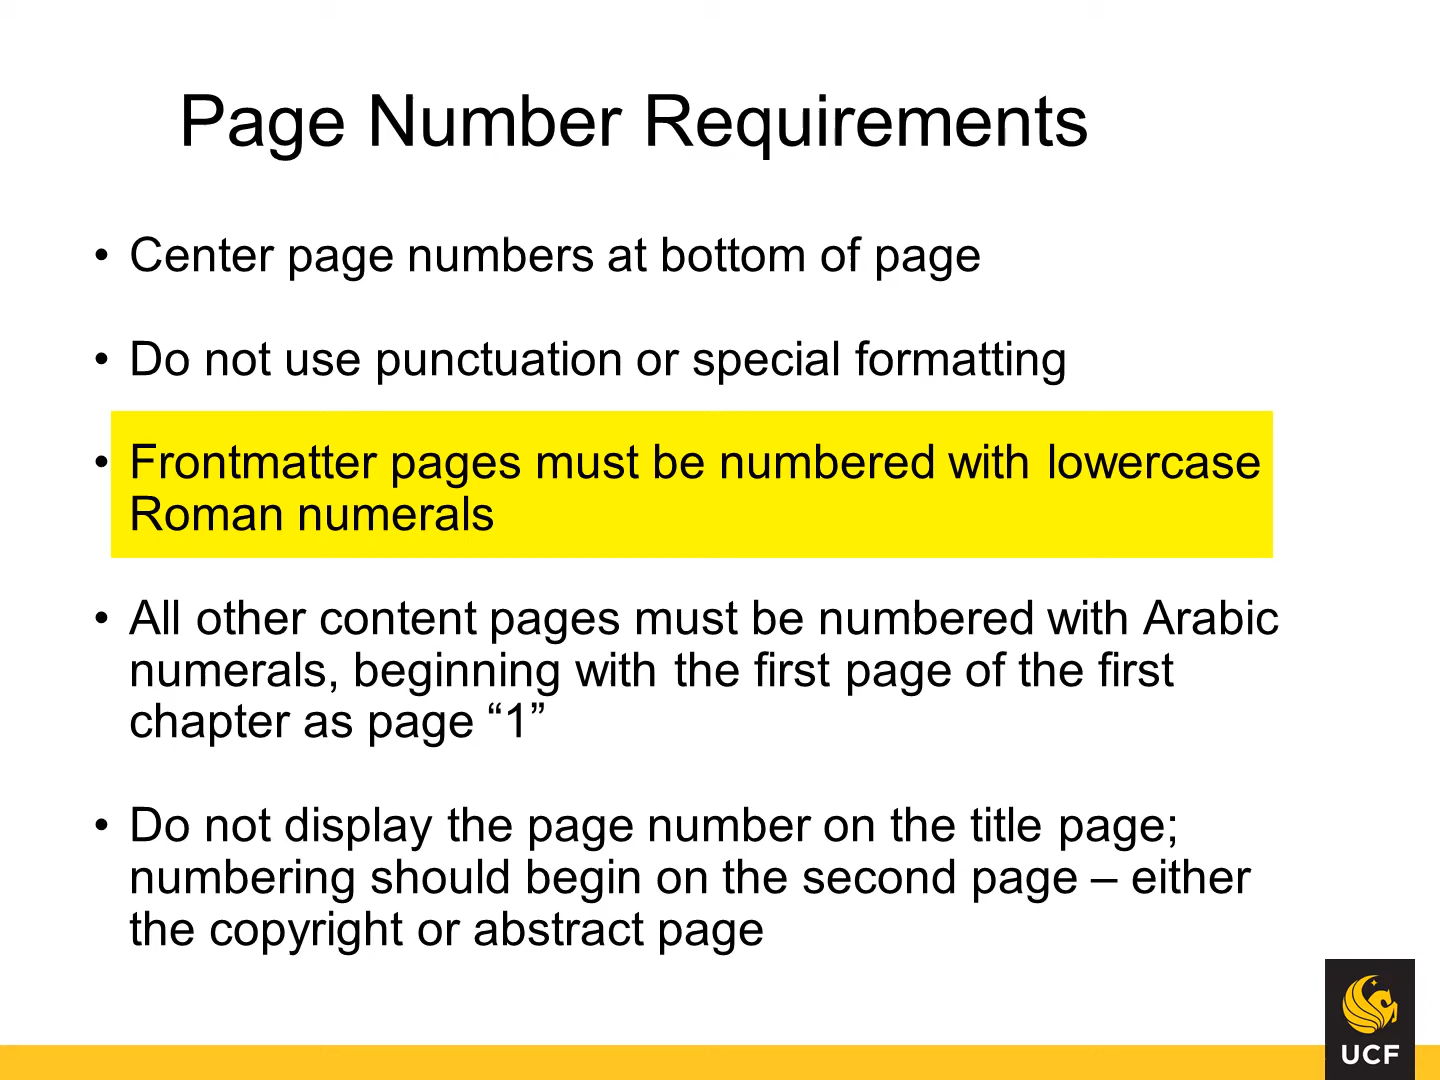 Page Number Requirements
• Center page numbers at bottom of page
• Do not use punctuation or special formatting
• Frontmatter pages must be numbered with lowercase
Roman numerals
• All other content pages must be numbered with Arabic
numerals, beginning with the first page of the first
chapter as page “1”
• Do not display the page number on the title page;
numbering should begin on the second page – either
the copyright or abstract page
UCF